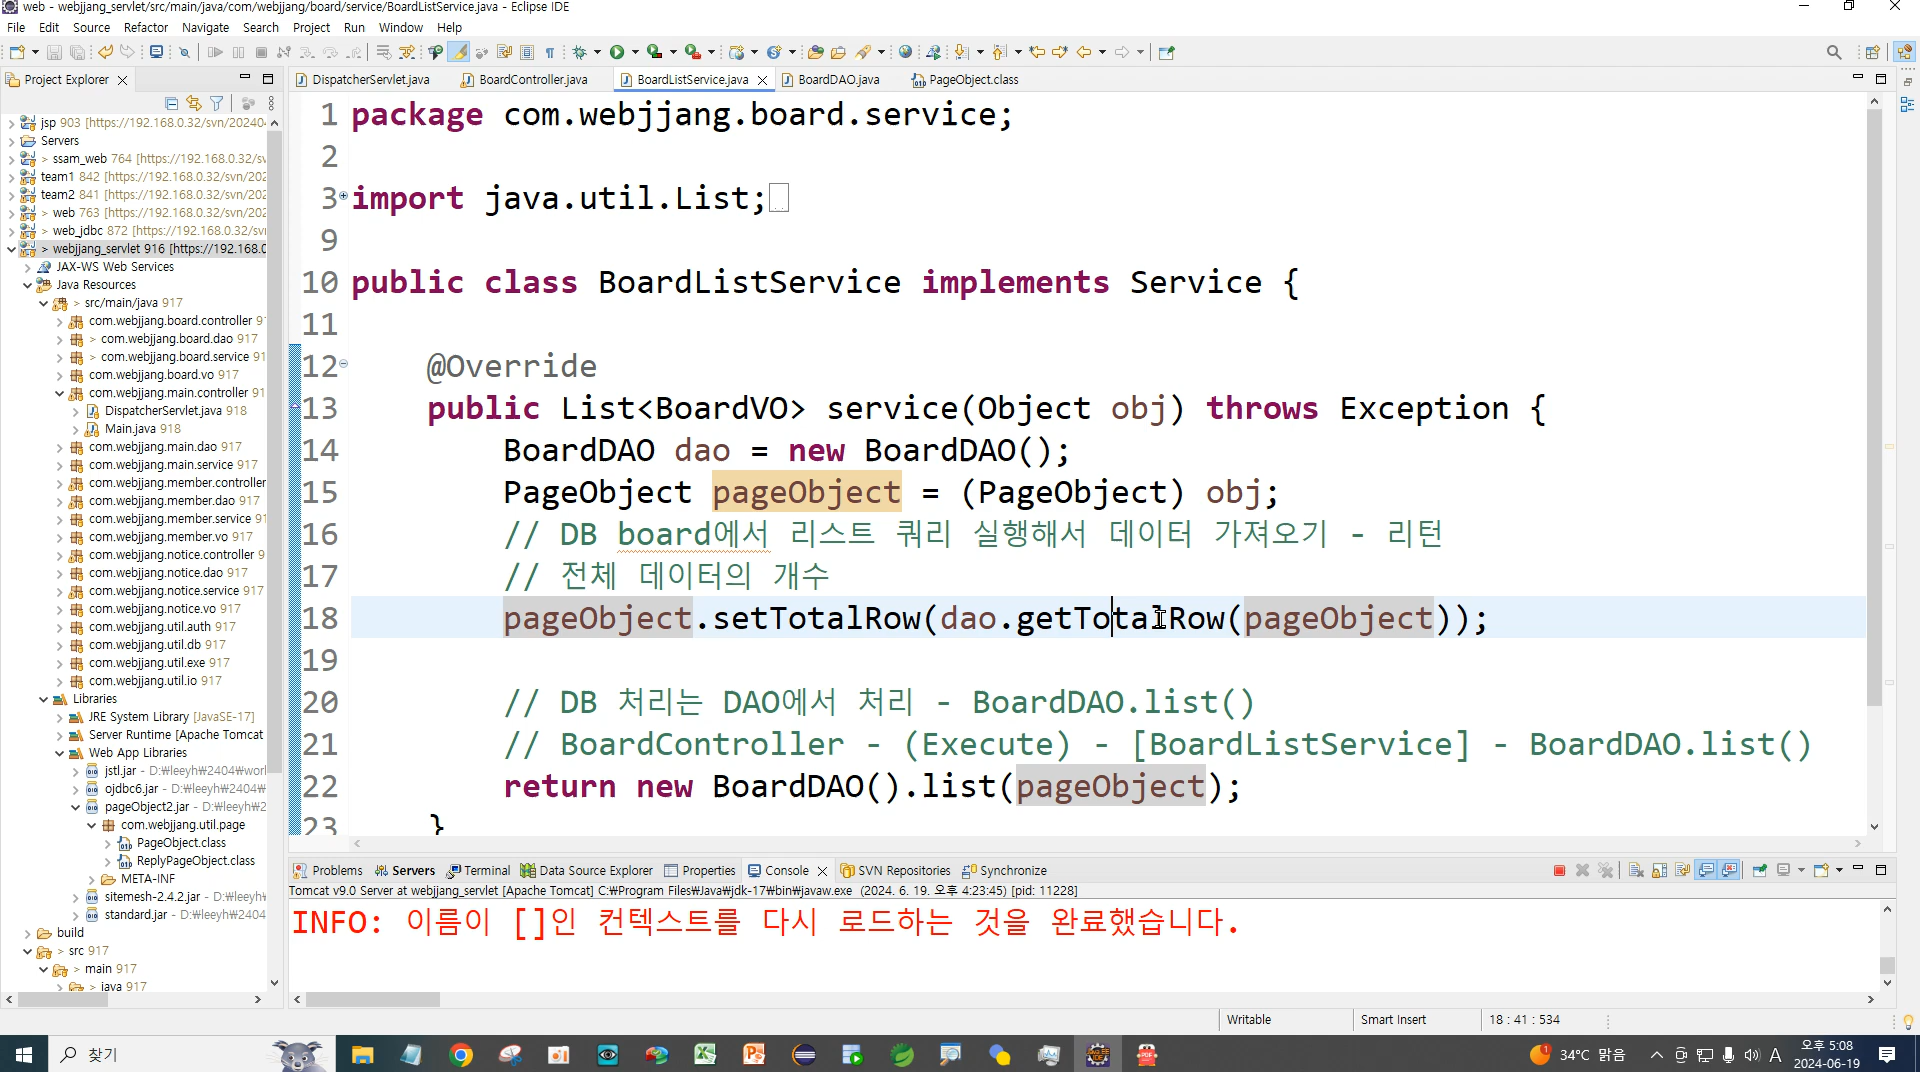 web - webjjang_servlet/src/main/java/com/webjjang/board/service/BoardListService.java - Eclipse IDE
File Edit Source Refactor Navigate Search Project Run Window Help
Project Explorer
jsp 903 [https://192.168.0.32/svn/20240
Servers
> ssam_web 764 [https://192.168.0.32/sv
team1 842 [https://192.168.0.32/svn/202
team2 841 [https://192.168.0.32/svn/202
> web 763 [https://192.168.0.32/svn/202
> web_jdbc 872 [https://192.168.0.32/sv
> webjjang_servlet 916 [https://192.168.0
JAX-WS Web Services
Java Resources
> src/main/java 917
com.webjjang.board.controller 9
> com.webjjang.board.dao 917
> com.webjjang.board.service 91
com.webjjang.board.vo 917
com.webjjang.main.controller 91
DispatcherServlet.java 918
Main.java 918
com.webjjang.main.dao 917
com.webjjang.main.service 917
com.webjjang.member.controller
com.webjjang.member.dao 917
com.webjjang.member.service 91
com.webjjang.member.vo 917
com.webjjang.notice.controller 9
com.webjjang.notice.dao 917
com.webjjang.notice.service 917
com.webjjang.notice.vo 917
com.webjjang.util.auth 917
com.webjjang.util.db 917
com.webjjang.util.exe 917
com.webjjang.util.io 917
Libraries
JRE System Library [JavaSE-17]
Server Runtime [Apache Tomcat
Web App Libraries
jstl.jar - D:₩leeyh₩2404₩worl
ojdbc6.jar - D:₩leeyh₩2404₩
pageObject2.jar - D:₩leeyh₩2
com.webjjang.util.page
PageObject.class
ReplyPageObject.class
META-INF
sitemesh-2.4.2.jar - D:₩leeyh₩
standard.jar - D:₩leeyh₩2404
build
> src 917
> main 917
> java 917
DispatcherServlet.java BoardController.java BoardListService.java BoardDAO.java PageObject.class
1 package com.webjjang.board.service;
2
3 import java.util.List;
9
10 public class BoardListService implements Service {
11
12 @Override
13 public List<BoardVO> service(Object obj) throws Exception {
14 BoardDAO dao = new BoardDAO();
15 PageObject pageObject = (PageObject) obj;
16 // DB board에서 리스트 쿼리 실행해서 데이터 가져오기 - 리턴
17 // 전체 데이터의 개수
18 pageObject.setTotalRow(dao.getTotalRow(pageObject));
19
20 // DB 처리는 DAO에서 처리 - BoardDAO.list()
21 // BoardController - (Execute) - [BoardListService] - BoardDAO.list()
22 return new BoardDAO().list(pageObject);
23 }
Problems Servers Terminal Data Source Explorer Properties Console SVN Repositories Synchronize
Tomcat v9.0 Server at webjjang_servlet [Apache Tomcat] C:₩Program Files₩Java₩jdk-17₩bin₩javaw.exe (2024. 6. 19. 오후 4:23:45) [pid: 11228]
INFO: 이름이 []인 컨텍스트를 다시 로드하는 것을 완료했습니다.
Writable Smart Insert 18 : 41 : 534
찾기
34°C 맑음
A
오후 5:08
2024-06-19